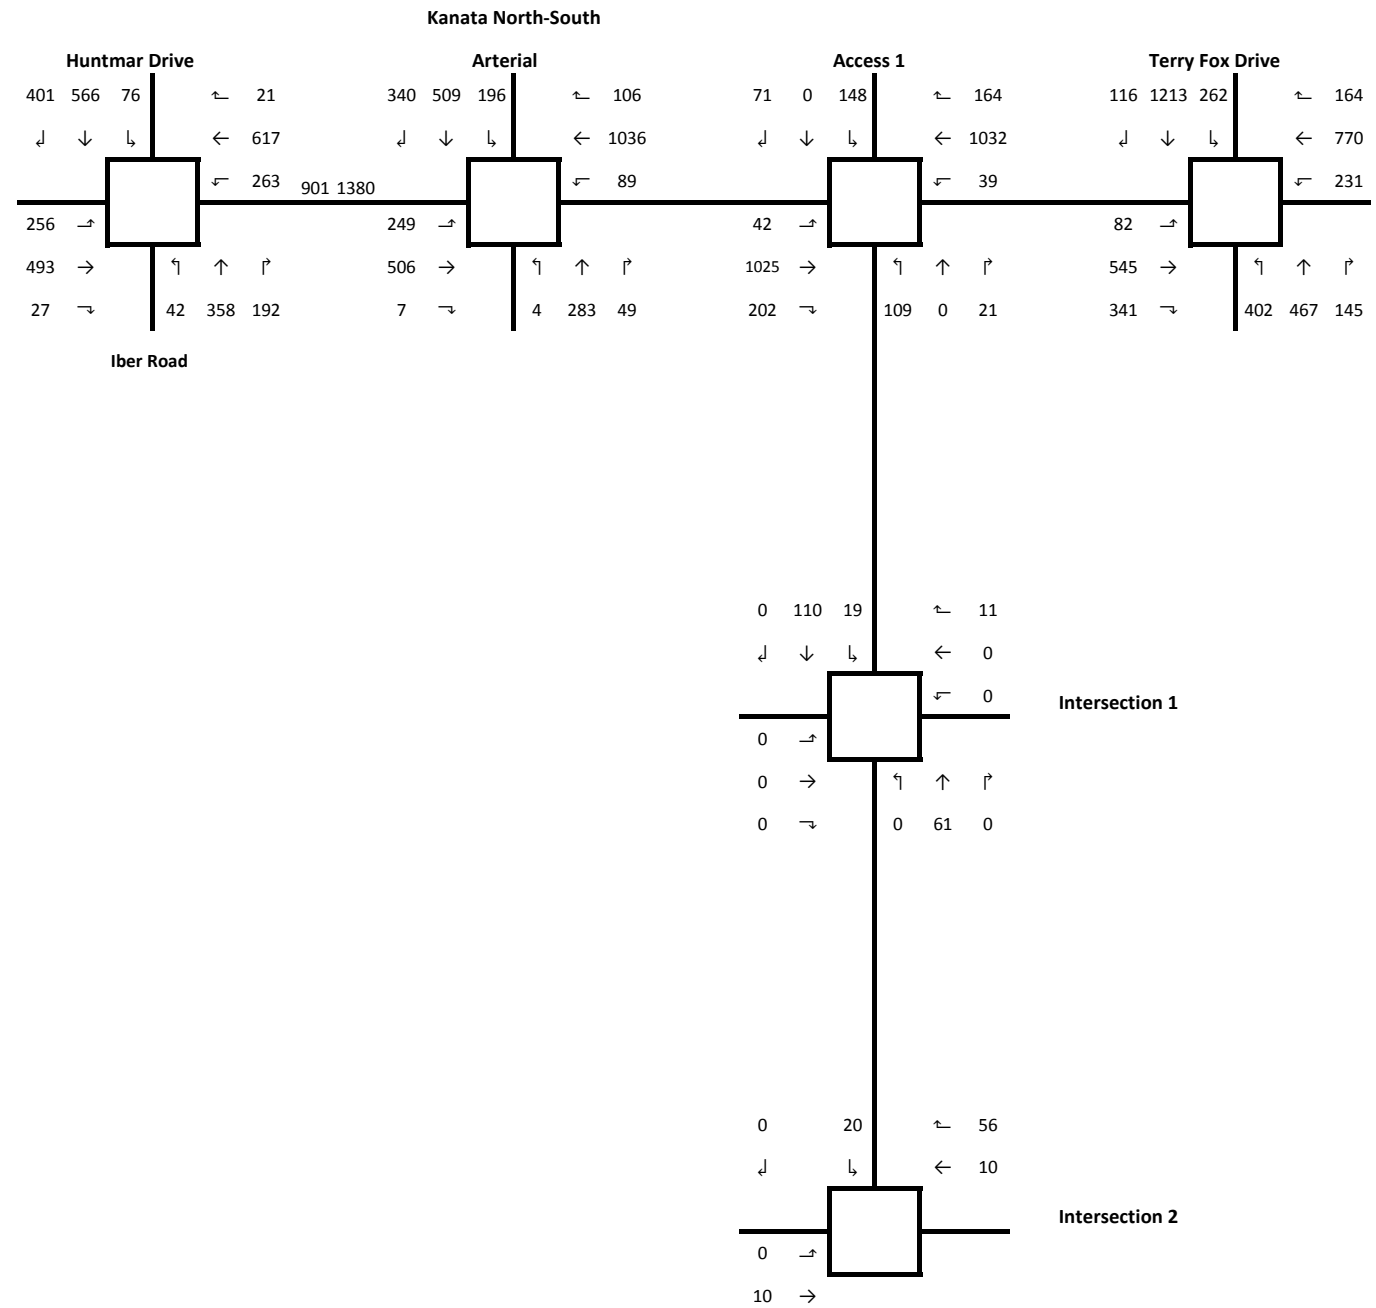 Kanata North-South
Huntmar Drive Arterial Access 1 Terry Fox Drive
401 566 76 ↰ 21 340 509 196 ↰ 106 71 0 148 ↰ 164 116 1213 262 ↰ 164
↲ ↓ ↳ ← 617 ↲ ↓ ↳ ← 1036 ↲ ↓ ↳ ← 1032 ↲ ↓ ↳ ← 770
↲ 263 901 1380 ↲ 89 ↲ 39 ↲ 231
256 ⬏ 249 ⬏ 42 ⬏ 82 ⬏
493 → ↰ ↑ ↱ 506 → ↰ ↑ ↱ 1025 → ↰ ↑ ↱ 545 → ↰ ↑ ↱
27 ⬎ 42 358 192 7 ⬎ 4 283 49 202 ⬎ 109 0 21 341 ⬎ 402 467 145
Iber Road
0 110 19 ↰ 11
↲ ↓ ↳ ← 0
↲ 0 Intersection 1
0 ⬏
0 → ↰ ↑ ↱
0 ⬎ 0 61 0
0 20 ↰ 56
↲ ↳ ← 10
Intersection 2
0 ⬏
10 →